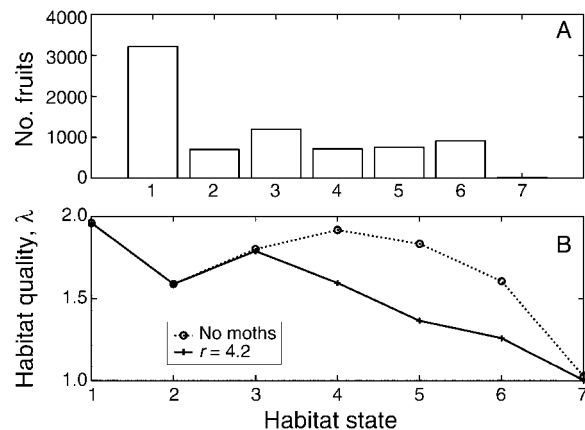 A
No. fruits
4000
3000
2000
1000
0
1 2 3 4 5 6 7
B
Habitat quality, λ
2.0
1.5
1.0
No moths
r = 4.2
1 2 3 4 5 6 7
Habitat state